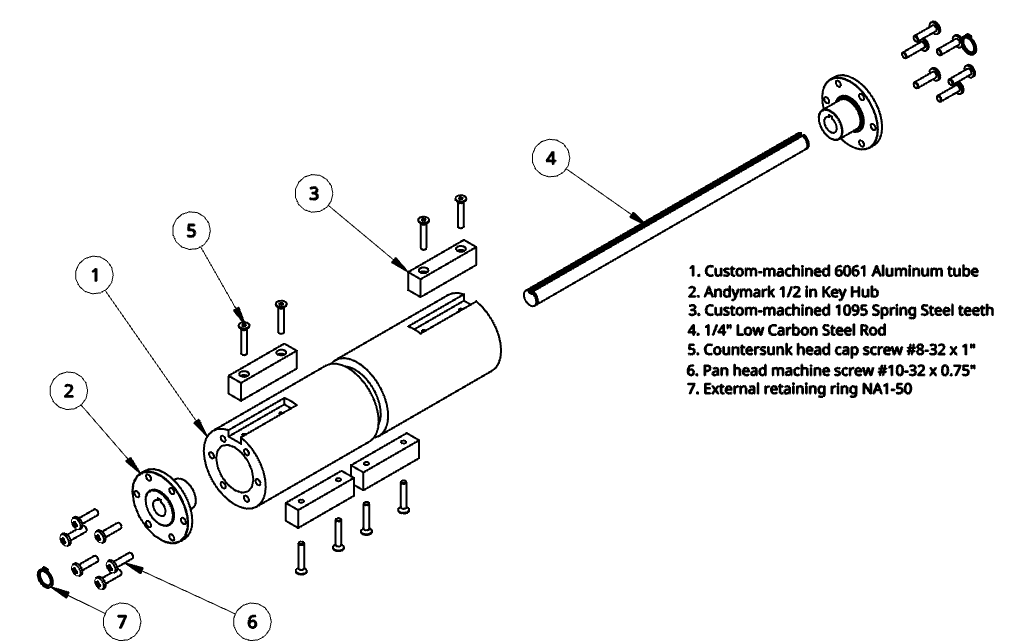 4
3
5
1
1. Custom-machined 6061 Aluminum tube
2. Andymark 1/2 in Key Hub
3. Custom-machined 1095 Spring Steel teeth
4. 1/4" Low Carbon Steel Rod
5. Countersunk head cap screw #8-32 x 1"
6. Pan head machine screw #10-32 x 0.75"
7. External retaining ring NA1-50
2
7
6